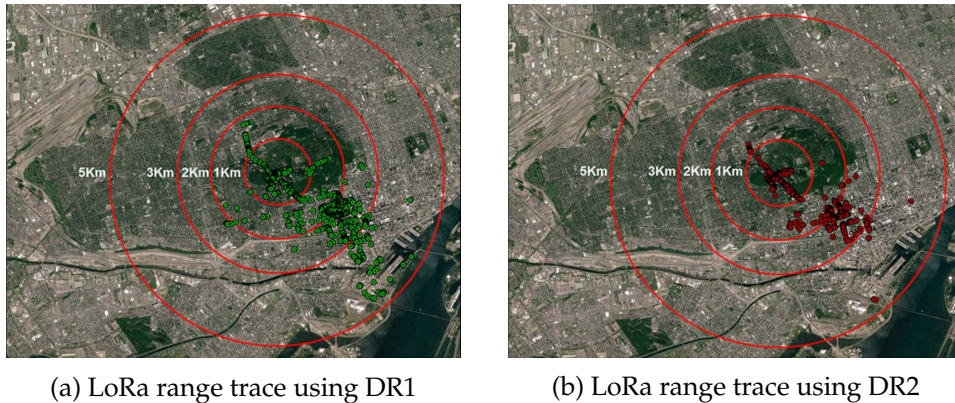 5Km 3Km 2Km 1Km
5Km 3Km 2Km 1Km
(a) LoRa range trace using DR1
(b) LoRa range trace using DR2